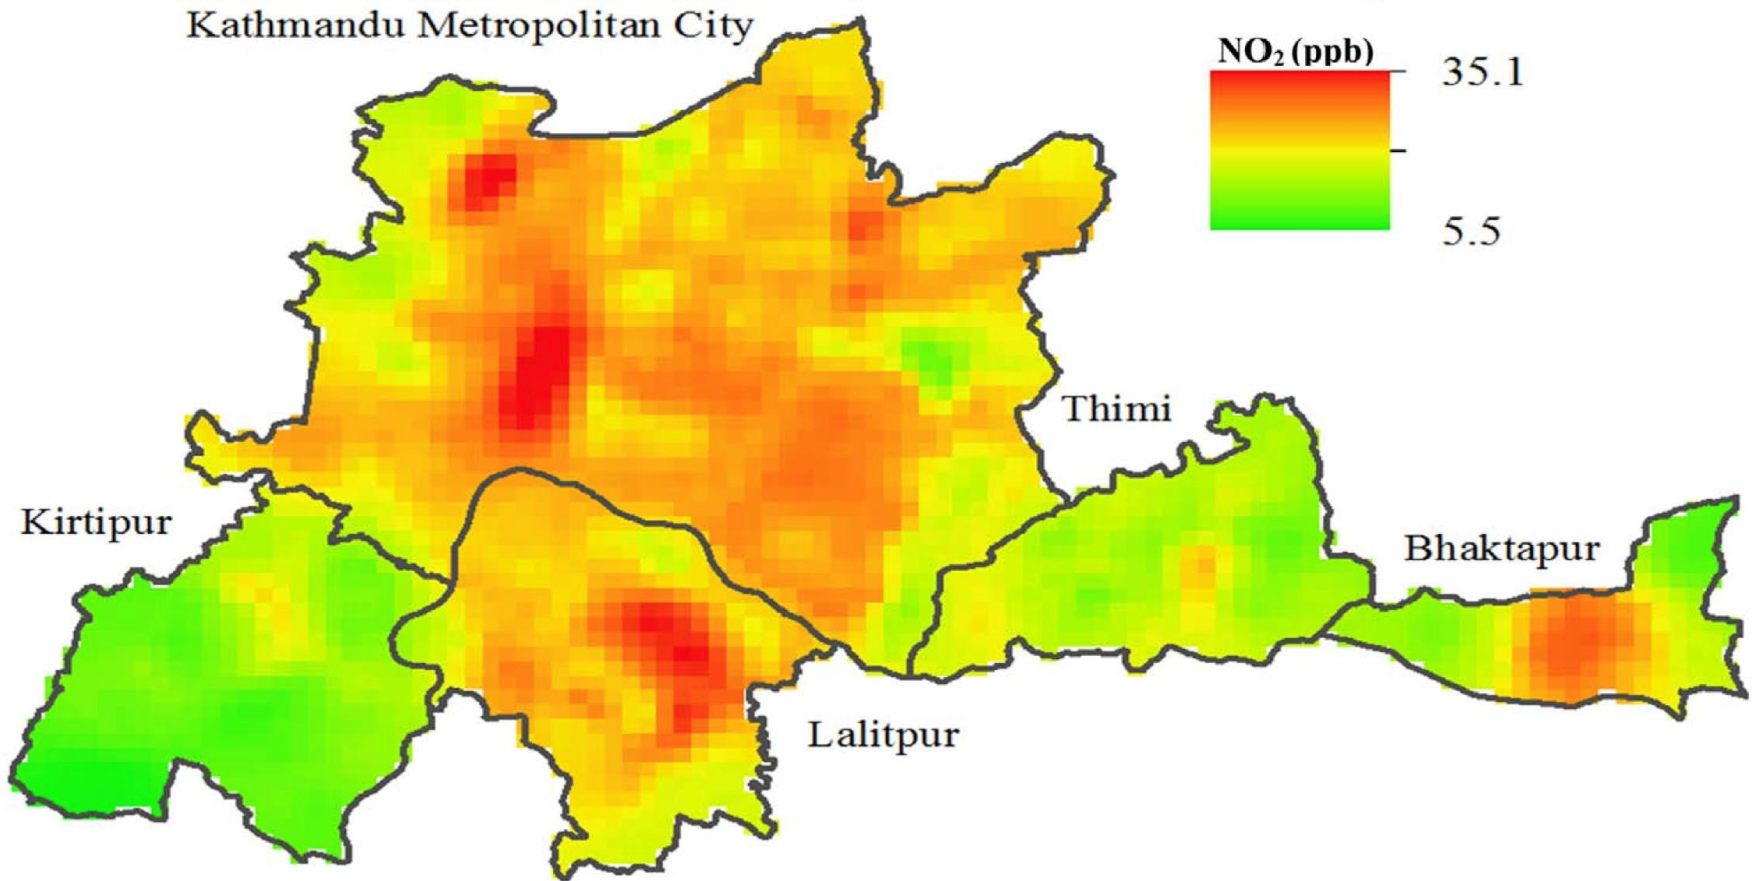 Kathmandu Metropolitan City
NO₂ (ppb)
35.1
5.5
Thimi
Kirtipur
Bhaktapur
Lalitpur